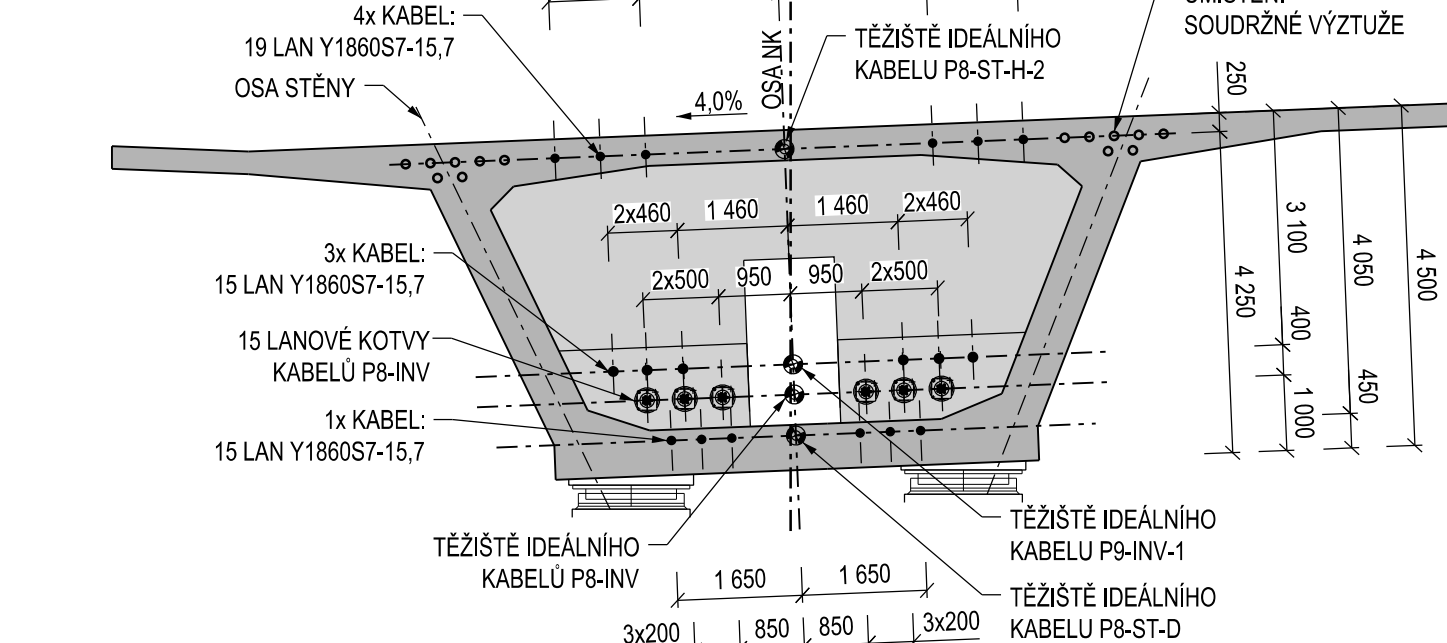 4x KABEL:
19 LAN Y1860S7-15,7
OSA STĚNY
4,0%
OSA NK
TĚŽIŠTĚ IDEÁLNÍHO
KABELU P8-ST-H-2
SOUDRŽNÉ VÝZTUŽE
250
2x460
1 460
1 460
2x460
3x KABEL:
15 LAN Y1860S7-15,7
2x500
950
950
2x500
15 LANOVÉ KOTVY
KABELŮ P8-INV
1x KABEL:
15 LAN Y1860S7-15,7
3 100
400
1 000
4 250
4 050
450
4 500
TĚŽIŠTĚ IDEÁLNÍHO
KABELŮ P8-INV
TĚŽIŠTĚ IDEÁLNÍHO
KABELU P9-INV-1
TĚŽIŠTĚ IDEÁLNÍHO
KABELU P8-ST-D
1 650
1 650
3x200
850
850
3x200